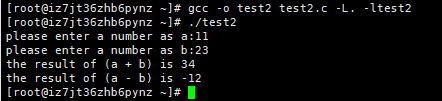 [root@iz7jt36zhb6pynz ~]# gcc -o test2 test2.c -L. -ltest2
[root@iz7jt36zhb6pynz ~]# ./test2
please enter a number as a:11
please enter a number as b:23
the result of (a + b) is 34
the result of (a - b) is -12
[root@iz7jt36zhb6pynz ~]#